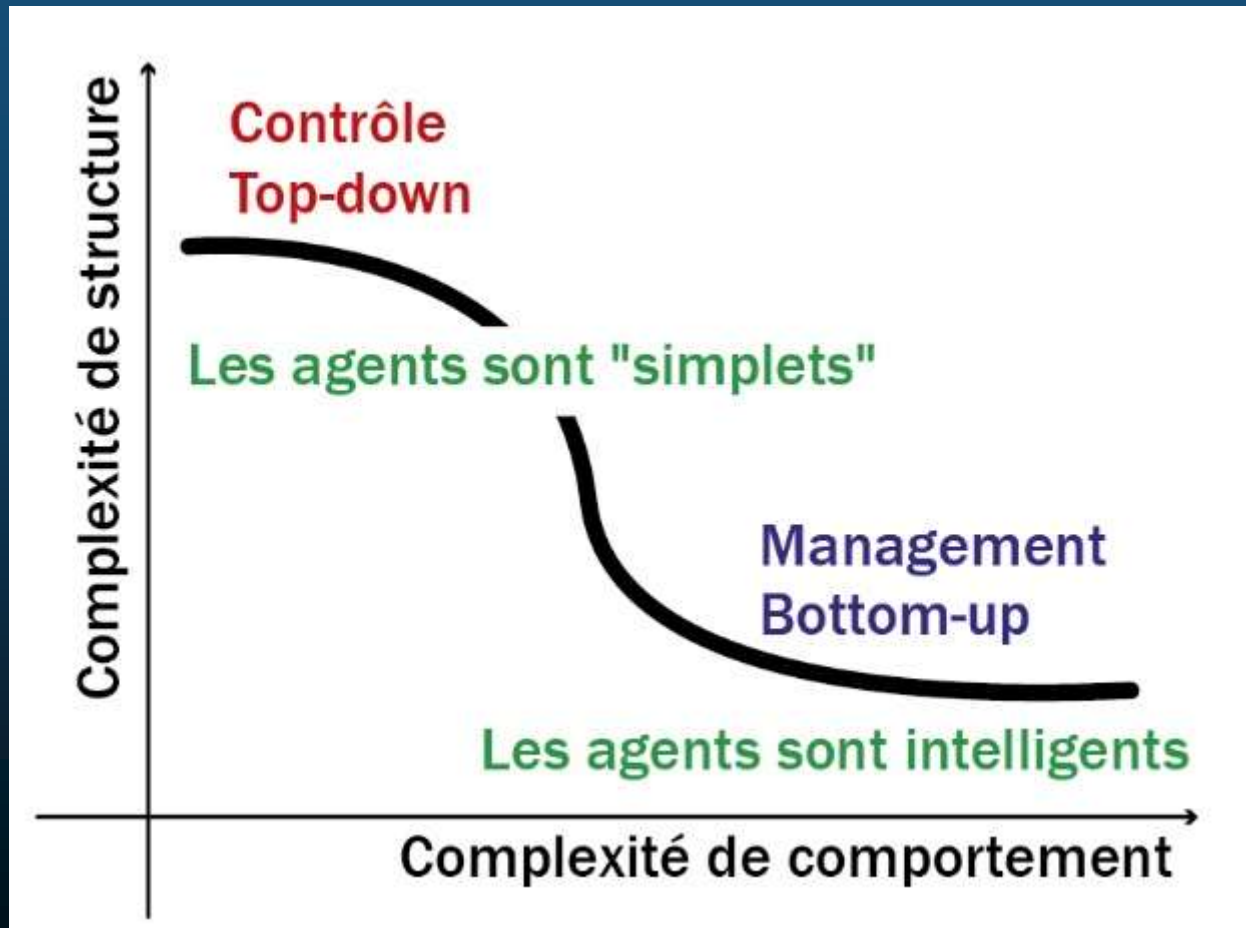 Complexité de structure
Contrôle
Top-down
Les agents sont "simplets"
Management
Bottom-up
Les agents sont intelligents
Complexité de comportement